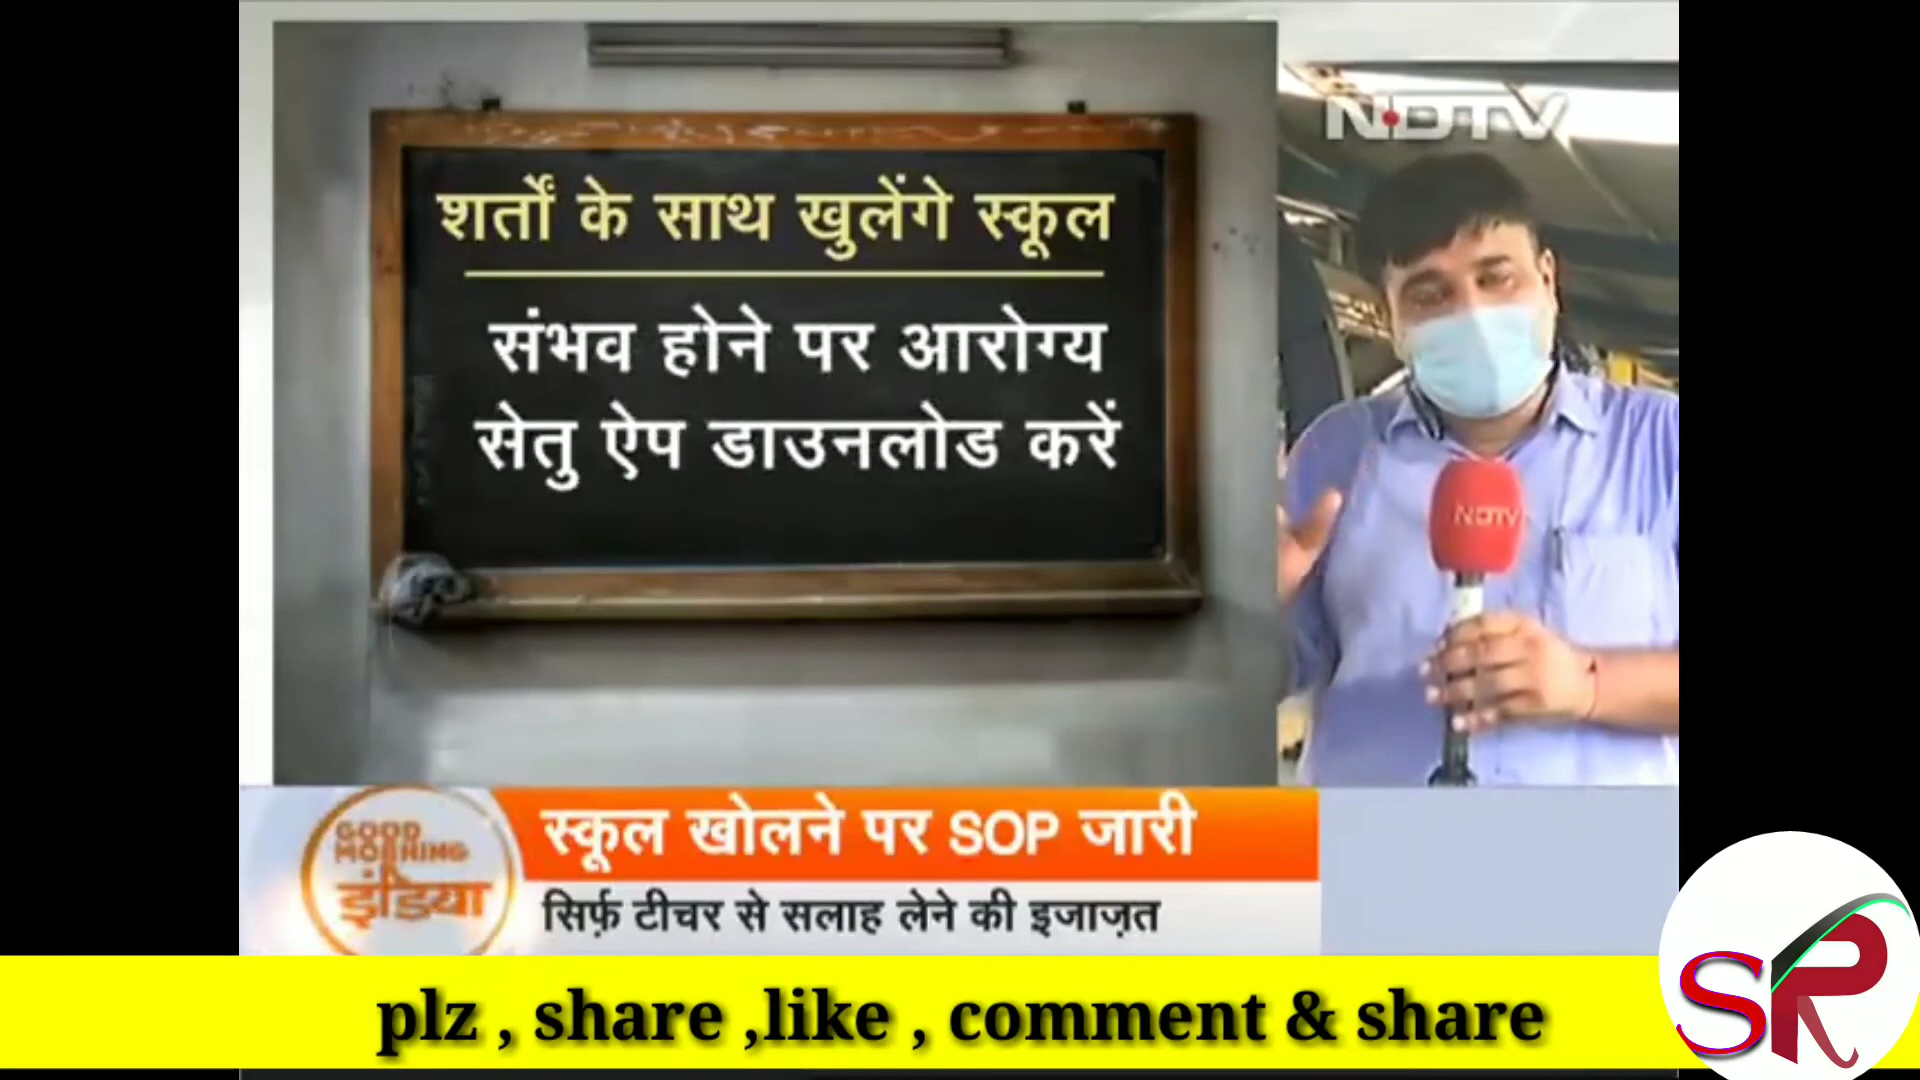 शर्तों के साथ खुलेंगे स्कूल
संभव होने पर आरोग्य
सेतु ऐप डाउनलोड करें
NDTV
NDTV
GOOD
MORNING
इंडिया
स्कूल खोलने पर SOP जारी
सिर्फ़ टीचर से सलाह लेने की इजाज़त
plz , share ,like , comment & share
SR